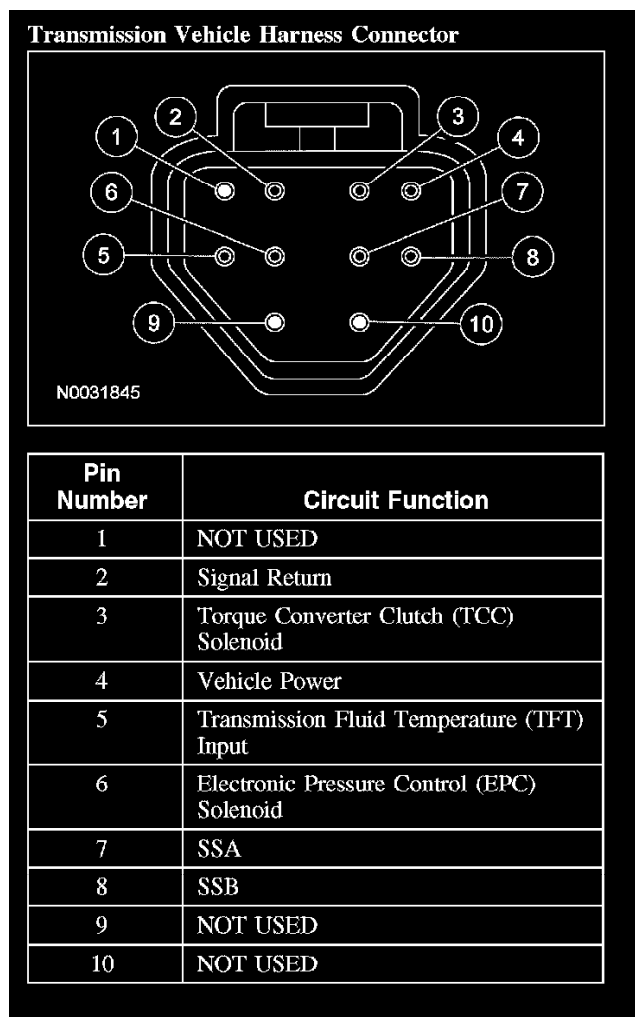 Transmission Vehicle Harness Connector
2
3
1
4
6
7
5
8
9
10
N0031845
Pin
Number
Circuit Function
1 NOT USED
2 Signal Return
3 Torque Converter Clutch (TCC)
Solenoid
4 Vehicle Power
5 Transmission Fluid Temperature (TFT)
Input
6 Electronic Pressure Control (EPC)
Solenoid
7 SSA
8 SSB
9 NOT USED
10 NOT USED